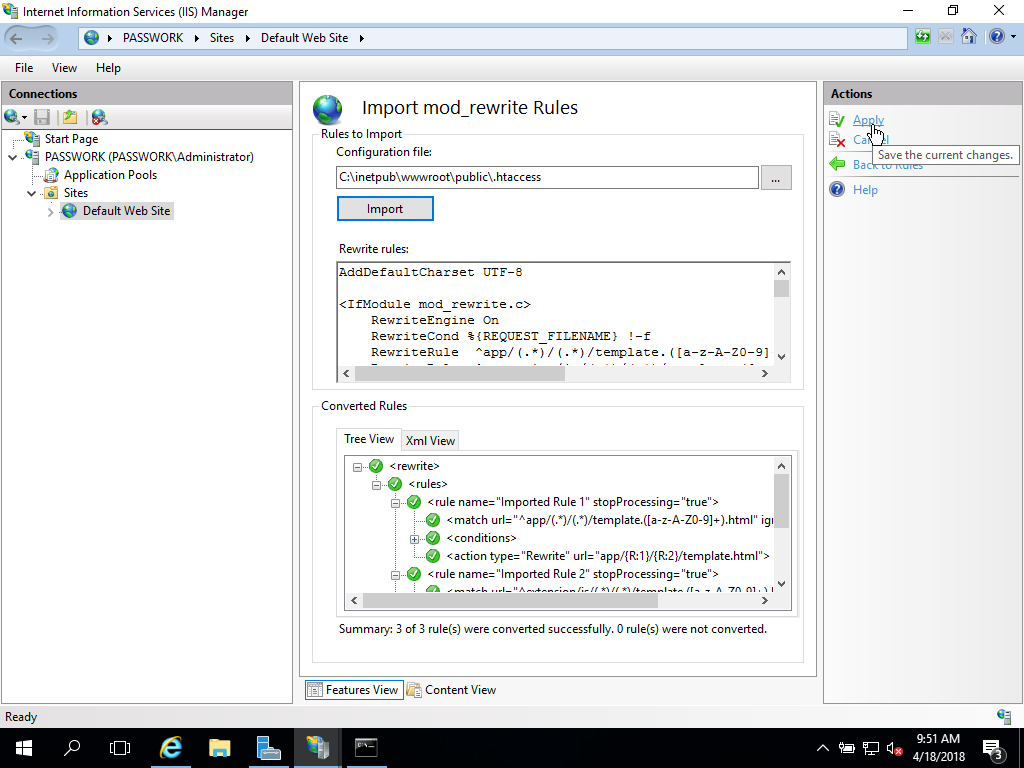 Internet Information Services (IIS) Manager
PASSWORK
Sites
Default Web Site
File
View
Help
Connections
Start Page
PASSWORK (PASSWORK\Administrator)
Application Pools
Sites
Default Web Site
Import mod_rewrite Rules
Rules to Import
Configuration file:
C:\inetpub\wwwroot\public\.htaccess
...
Import
Rewrite rules:
AddDefaultCharset UTF-8
<IfModule mod_rewrite.c>
RewriteEngine On
RewriteCond %{REQUEST_FILENAME} !-f
RewriteRule ^app/(.*)/(.*)/template.([a-z-A-Z0-9]
Converted Rules
Tree View
Xml View
<rewrite>
<rules>
<rule name="Imported Rule 1" stopProcessing="true">
<match url="^app/(.*)/(.*)/template.([a-z-A-Z0-9]+).html" ig
<conditions>
<action type="Rewrite" url="app/{R:1}/{R:2}/template.html">
<rule name="Imported Rule 2" stopProcessing="true">
Summary: 3 of 3 rule(s) were converted successfully. 0 rule(s) were not converted.
Features View
Content View
Actions
Apply
Save the current changes.
Back to Rules
Help
Ready
9:51 AM
4/18/2018
3